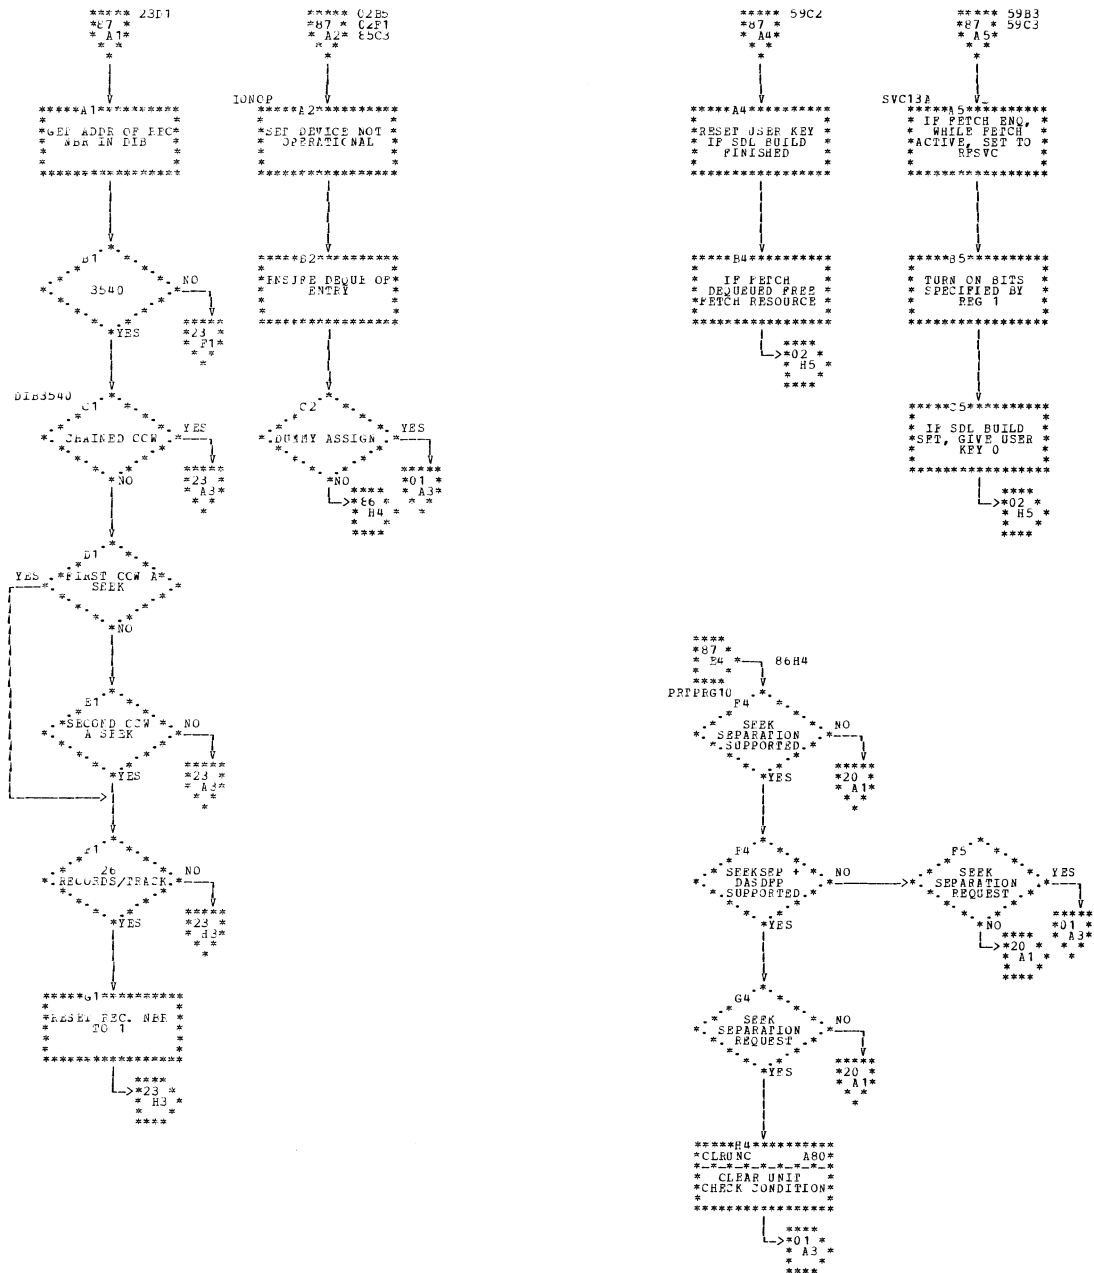 23D1
87
A1
A1
GET ADDR OF REC
NBR IN DIB
B1
3540
NO
23
F1
YES
DIB3540
C1
CHAINED CCW
YES
23
A3
NO
D1
YES
FIRST CCW A
SEEK
NO
E1
SECOND CCW
A SEEK
NO
23
A3
YES
F1
26
RECORDS/TRACK
NO
23
H3
YES
G1
RESET REC. NBR
TO 1
23
H3
02B5
02F1
85C3
87
A2
IONOP
A2
SET DEVICE NOT
OPERATIONAL
B2
ENSURE DEQUE OF
ENTRY
C2
DUMMY ASSIGN
YES
01
A3
NO
86
H4
59C2
87
A4
A4
RESET USER KEY
IF SDL BUILD
FINISHED
B4
IF FETCH
DEQUEUED FREE
FETCH RESOURCE
02
H5
59B3
59C3
87
A5
SVC13A
A5
IF FETCH ENQ,
WHILE FETCH
ACTIVE, SET TO
RFSVC
B5
TURN ON BITS
SPECIFIED BY
REG 1
C5
IF SDL BUILD
SET, GIVE USER
KEY 0
02
H5
87
E4
86H4
PRTPRG10
E4
SEEK
SEPARATION
SUPPORTED
NO
20
A1
YES
F4
SEEKSEP +
DASDFP
SUPPORTED
NO
F5
SEEK
SEPARATION
REQUEST
YES
01
A3
NO
20
A1
YES
G4
SEEK
SEPARATION
REQUEST
NO
20
A1
YES
H4
CLRUNC A80
CLEAR UNIT
CHECK CONDITION
01
A3